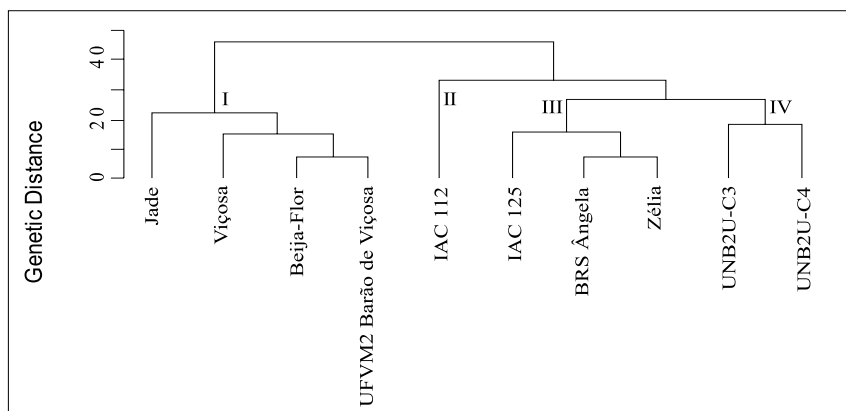 Genetic Distance
40
20
0
I
II
III
IV
Jade
Viçosa
Beija-Flor
UFVM2 Barão de Viçosa
IAC 112
IAC 125
BRS Ângela
Zélia
UNB2U-C3
UNB2U-C4